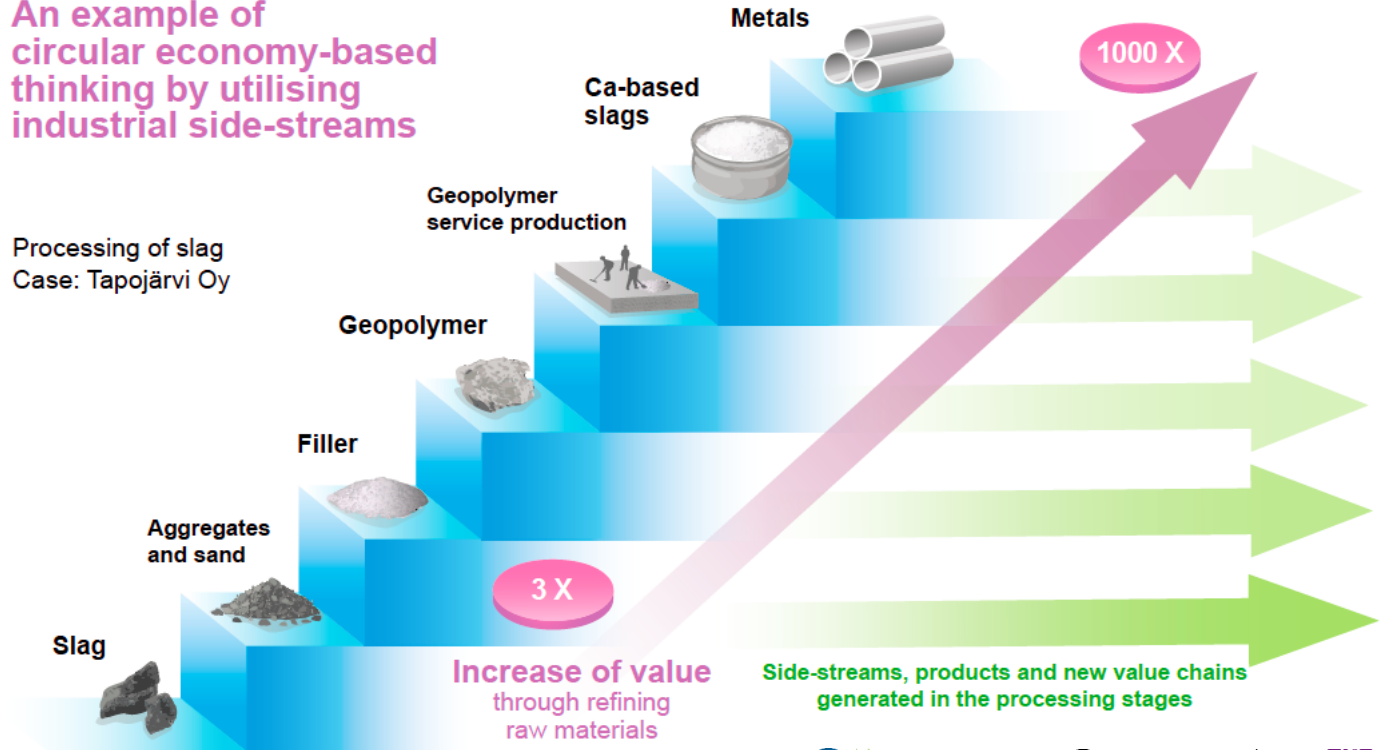 An example of
circular economy-based
thinking by utilising
industrial side-streams
Processing of slag
Case: Tapojärvi Oy
Metals
1000 X
Ca-based
slags
Geopolymer
service production
Geopolymer
Filler
Aggregates
and sand
Slag
3 X
Increase of value
through refining
raw materials
Side-streams, products and new value chains
generated in the processing stages